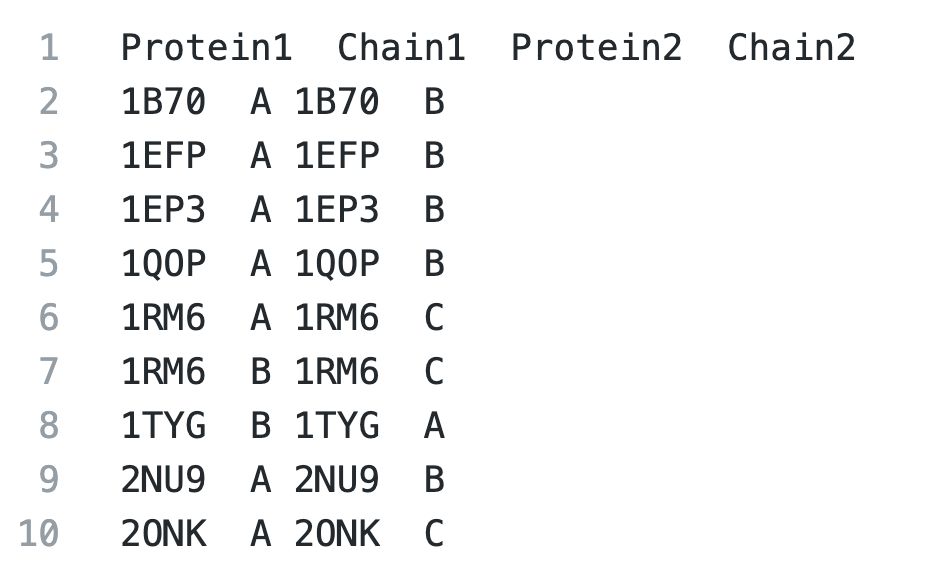 1 Protein1 Chain1 Protein2 Chain2
2 1B70 A 1B70 B
3 1EFP A 1EFP B
4 1EP3 A 1EP3 B
5 1QOP A 1QOP B
6 1RM6 A 1RM6 C
7 1RM6 B 1RM6 C
8 1TYG B 1TYG A
9 2NU9 A 2NU9 B
10 2ONK A 2ONK C